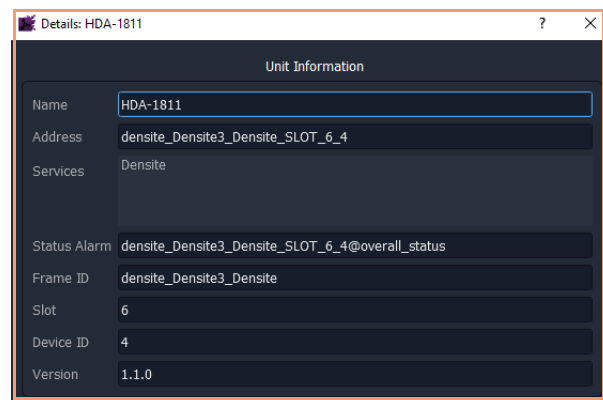 Details: HDA-1811 ? ×
Unit Information
Name HDA-1811
Address densite_Densite3_Densite_SLOT_6_4
Services Densite
Status Alarm densite_Densite3_Densite_SLOT_6_4@overall_status
Frame ID densite_Densite3_Densite
Slot 6
Device ID 4
Version 1.1.0